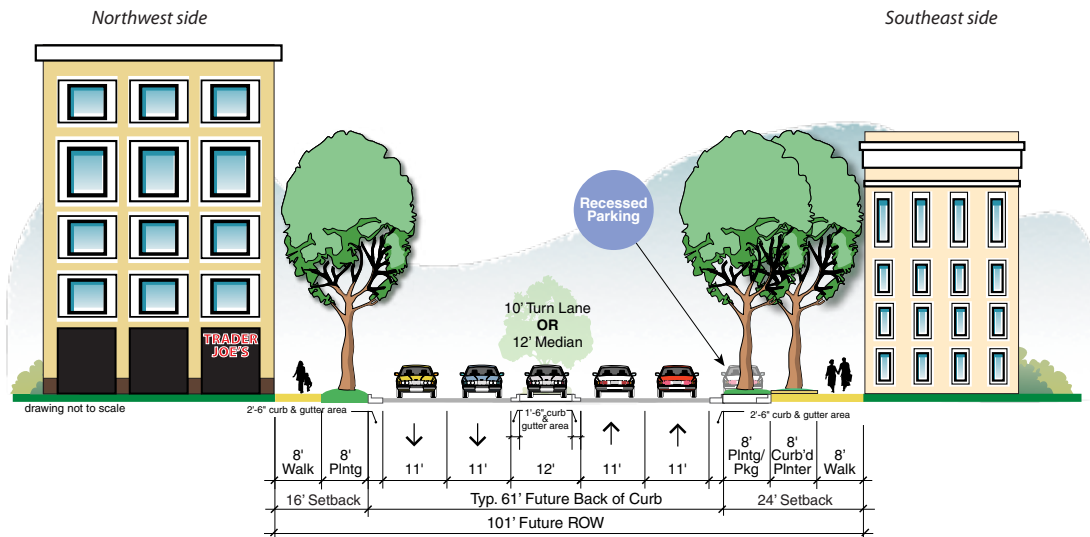 Northwest side
Southeast side
Recessed
Parking
10' Turn Lane
OR
12' Median
TRADER
JOE'S
drawing not to scale
2'-6" curb & gutter area
1'-6" curb
&
gutter area
2'-6" curb & gutter area
8'
Walk
8'
Plntg
11'
11'
12'
11'
11'
8'
Plntg/
Pkg
8'
Curb'd
Plnter
8'
Walk
16' Setback
Typ. 61' Future Back of Curb
24' Setback
101' Future ROW